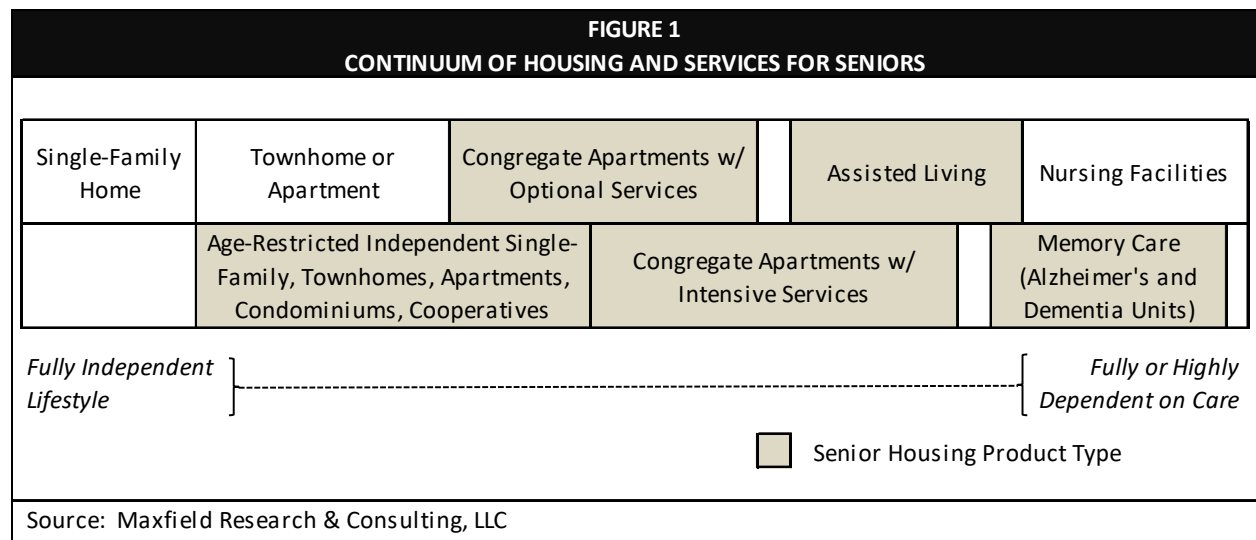 FIGURE 1
CONTINUUM OF HOUSING AND SERVICES FOR SENIORS
Single-Family
Home
Townhome or
Apartment
Congregate Apartments w/
Optional Services
Assisted Living
Nursing Facilities
Age-Restricted Independent Single-
Family, Townhomes, Apartments,
Condominiums, Cooperatives
Congregate Apartments w/
Intensive Services
Memory Care
(Alzheimer's and
Dementia Units)
Fully Independent
Lifestyle
Fully or Highly
Dependent on Care
Senior Housing Product Type
Source: Maxfield Research & Consulting, LLC